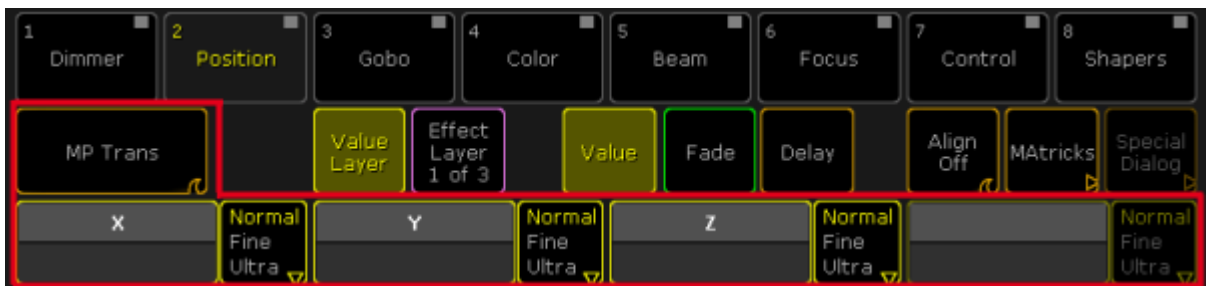 1 2 3 4 5 6 7 8
Dimmer Position Gobo Color Beam Focus Control Shapers
MP Trans
Value
Layer
Effect
Layer
1 of 3
Value
Fade
Delay
Align
Off
MAtricks
Special
Dialog
X
Normal
Fine
Ultra
Y
Normal
Fine
Ultra
Z
Normal
Fine
Ultra
Normal
Fine
Ultra